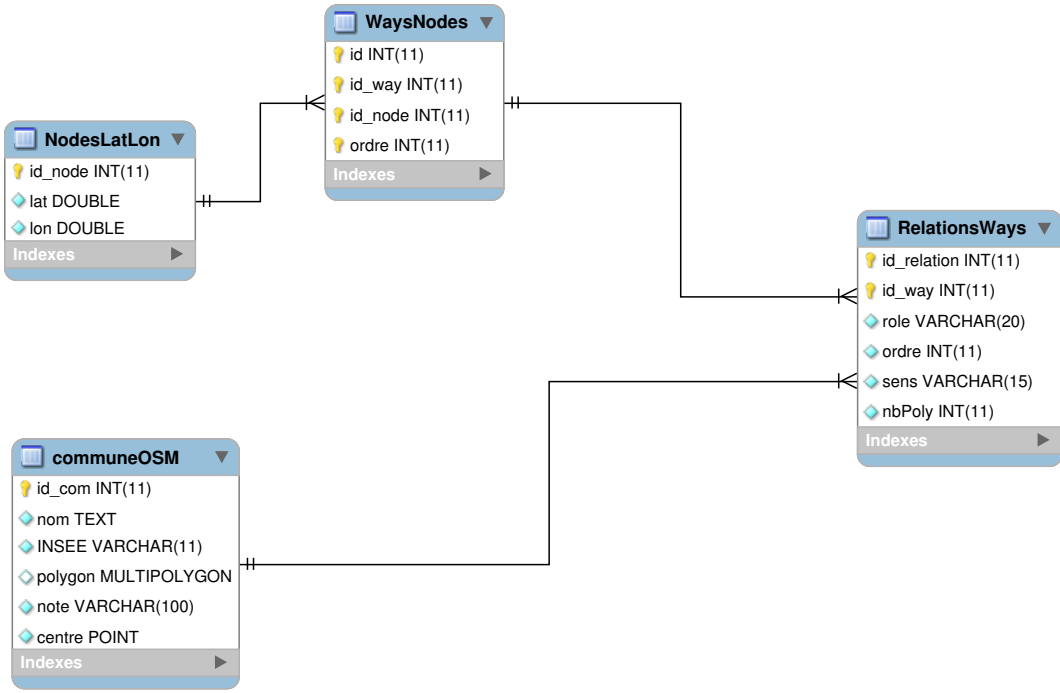 WaysNodes
id INT(11)
id_way INT(11)
id_node INT(11)
ordre INT(11)
Indexes
NodesLatLon
id_node INT(11)
lat DOUBLE
lon DOUBLE
Indexes
RelationsWays
id_relation INT(11)
id_way INT(11)
role VARCHAR(20)
ordre INT(11)
sens VARCHAR(15)
nbPoly INT(11)
Indexes
communeOSM
id_com INT(11)
nom TEXT
INSEE VARCHAR(11)
polygon MULTIPOLYGON
note VARCHAR(100)
centre POINT
Indexes